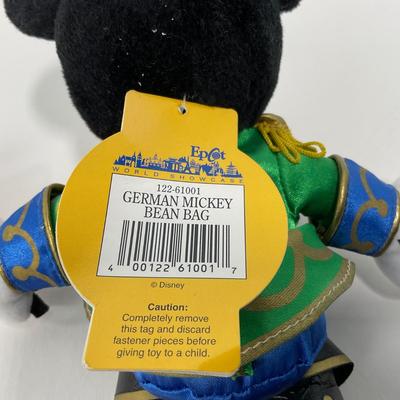 Epcot
WORLD SHOWCASE
122-61001
GERMAN MICKEY
BEAN BAG
4 00122 61001 7
© Disney
Caution:
Completely remove
this tag and discard
fastener pieces before
giving toy to a child.